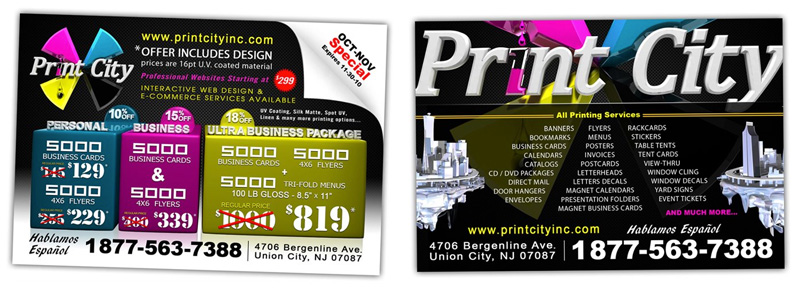 Print City
www.printcityinc.com
*OFFER INCLUDES DESIGN
prices are 16pt U.V. coated material
Professional Websites Starting at $299
INTERACTIVE WEB DESIGN &
E-COMMERCE SERVICES AVAILABLE
OCT-NOV
Special
Expires 11-30-10
UV Coating, Silk Matte, Spot UV,
Linen & many more printing options...
10% OFF
15% OFF
18% OFF
PERSONAL
BUSINESS
ULTRA BUSINESS PACKAGE
5000
BUSINESS CARDS
$129*
5000
4X6 FLYERS
$229*
5000
BUSINESS CARDS
&
5000
4X6 FLYERS
$339*
5000
BUSINESS CARDS
5000
4X6 FLYERS
+
5000 TRI-FOLD MENUS
100 LB GLOSS - 8.5" x 11"
REGULAR PRICE
$1000 $819*
Hablamos
Español
1877-563-7388
4706 Bergenline Ave.
Union City, NJ 07087
Print City
All Printing Services
BANNERS
BOOKMARKS
BUSINESS CARDS
CALENDARS
CATALOGS
CD / DVD PACKAGES
DIRECT MAIL
DOOR HANGERS
ENVELOPES
FLYERS
MENUS
POSTERS
INVOICES
POSTCARDS
LETTERHEADS
LETTERS DECALS
MAGNET CALENDARS
PRESENTATION FOLDERS
MAGNET BUSINESS CARDS
RACKCARDS
STICKERS
TABLE TENTS
TENT CARDS
VIEW-THRU
WINDOW CLING
WINDOW DECALS
YARD SIGNS
EVENT TICKETS
AND MUCH MORE...
www.printcityinc.com
4706 Bergenline Ave.
Union City, NJ 07087
Hablamos Español
1877-563-7388